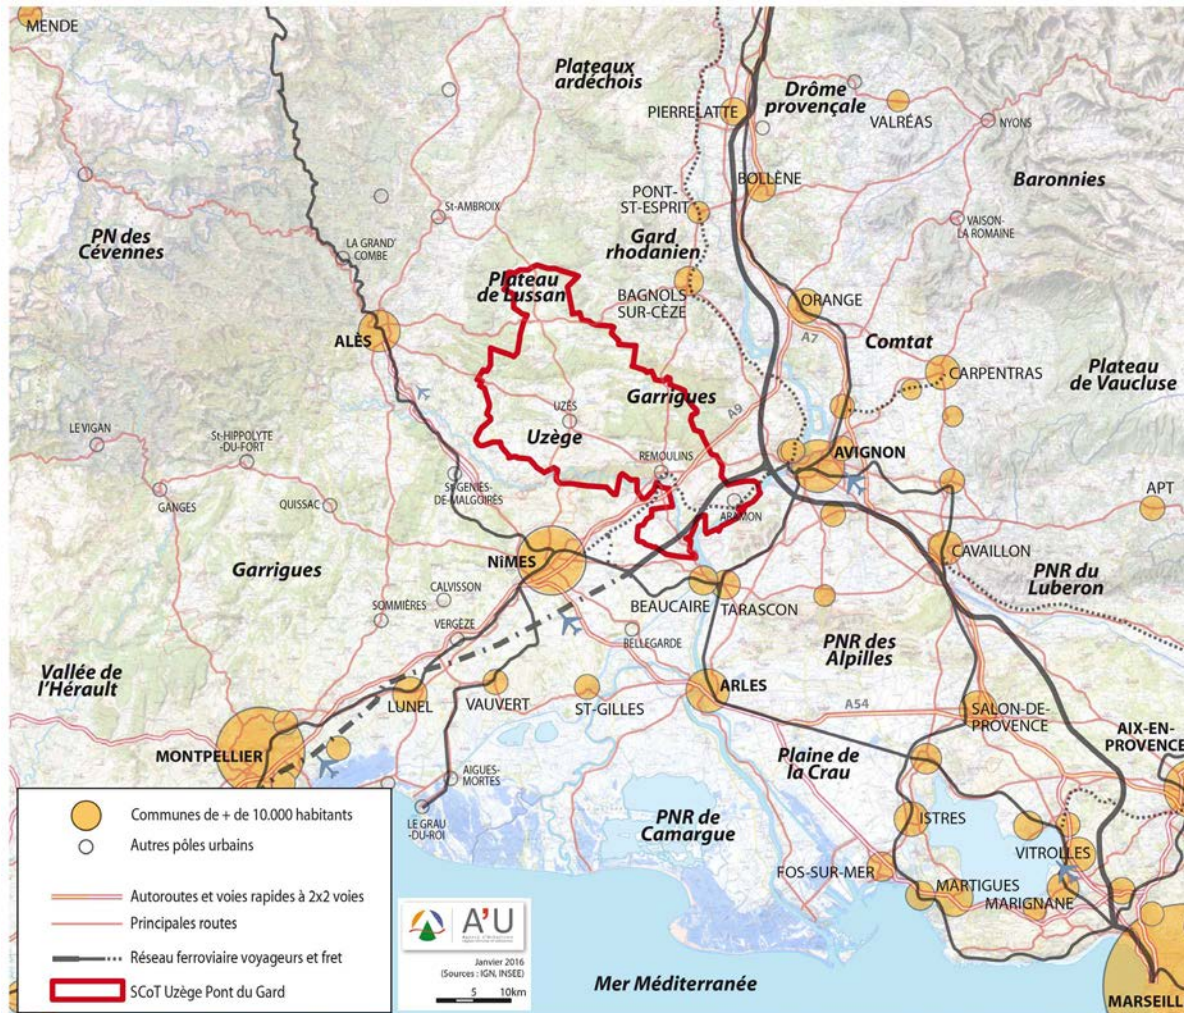 MENDE
Plateaux
ardéchois
Drôme
provençale
PIERRELATTE
VALRÉAS
NYONS
BOLLÈNE
Baronnies
PONT-
ST-ESPRIT
St-AMBROIX
VAISON-
LA ROMAINE
PN des
Cévennes
Gard
rhodanien
LA GRAND'
COMBE
Plateau
de Lussan
BAGNOLS
SUR-CÈZE
ORANGE
A7
ALÈS
Comtat
CARPENTRAS
Plateau
de Vaucluse
Garrigues
A9
UZÈS
LE VIGAN
St-HIPPOLYTE
-DU-FORT
Uzège
REMOULINS
AVIGNON
St-GENIÈS-
DE-MALGOIRÈS
GANGES
QUISSAC
ARAMON
APT
NîMES
CAVAILLON
Garrigues
PNR du
Luberon
CALVISSON
BEAUCAIRE
TARASCON
SOMMIÈRES
VERGÈZE
BELLEGARDE
PNR des
Alpilles
Vallée de
l'Hérault
LUNEL
VAUVERT
ST-GILLES
ARLES
A54
SALON-DE-
PROVENCE
MONTPELLIER
AIX-EN-
PROVENCE
Plaine de
la Crau
AIGUES-
MORTES
LE GRAU
-DU-ROI
PNR de
Camargue
ISTRES
VITROLLES
FOS-SUR-MER
MARTIGUES
MARIGNANE
Mer Méditerranée
MARSEILL
Communes de + de 10.000 habitants
Autres pôles urbains
Autoroutes et voies rapides à 2x2 voies
Principales routes
Réseau ferroviaire voyageurs et fret
SCoT Uzège Pont du Gard
A'U
Janvier 2016
(Sources : IGN, INSEE)
5 10km